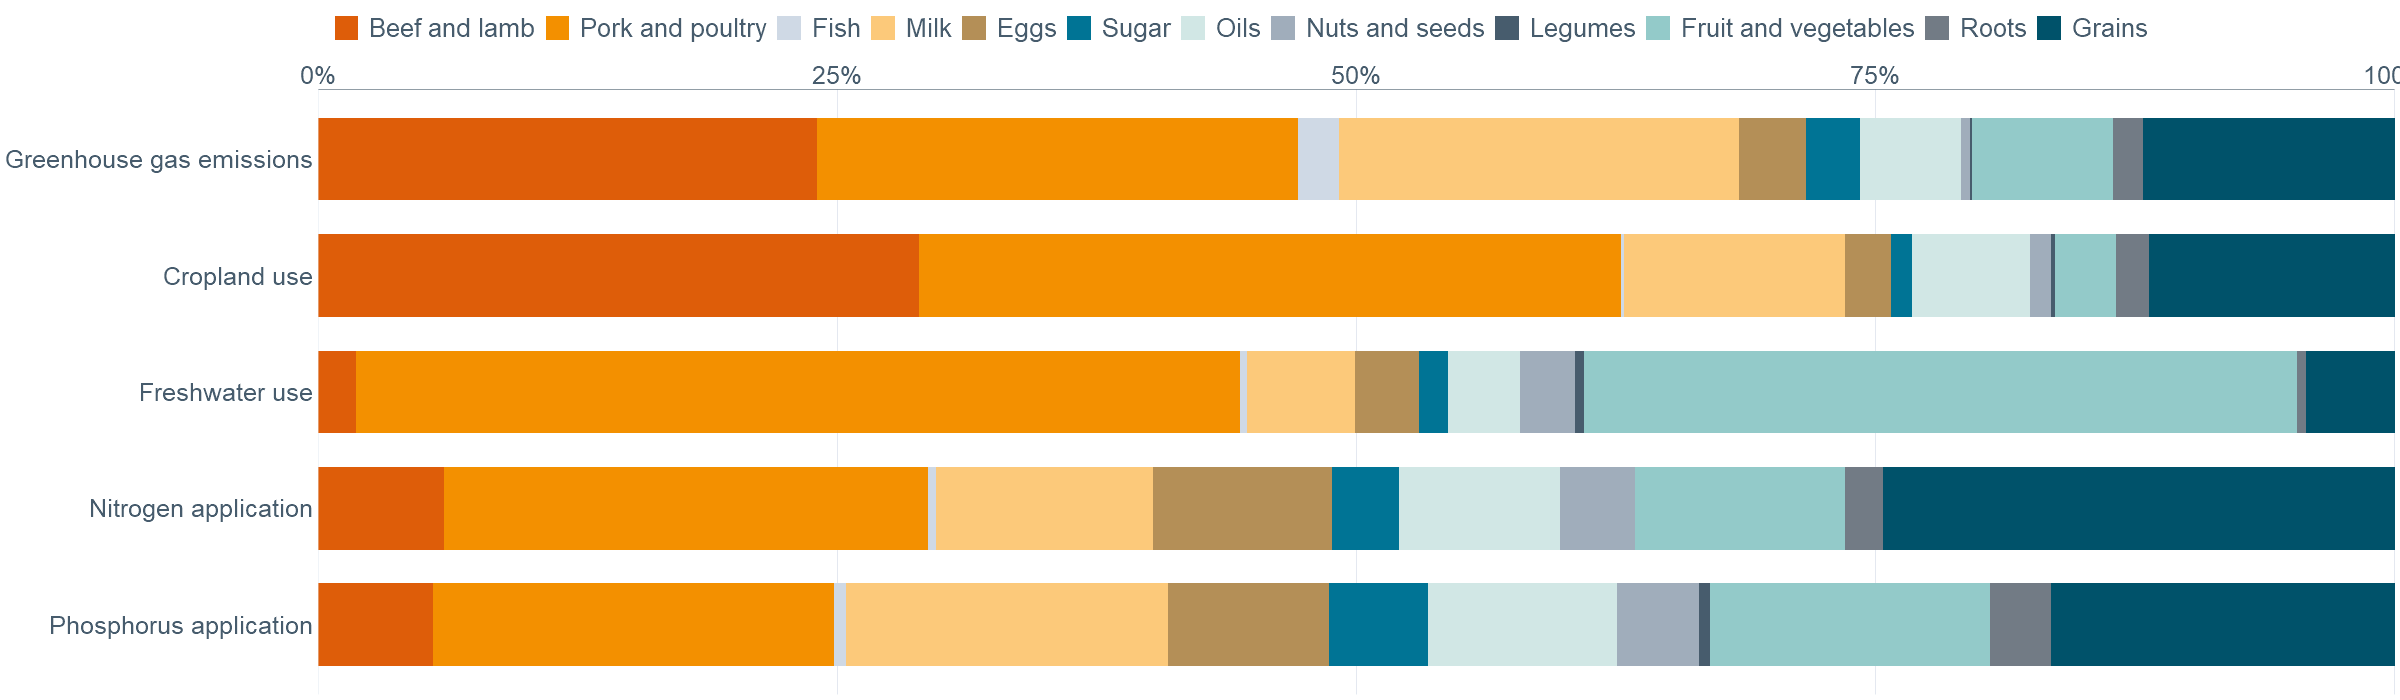 Beef and lamb Pork and poultry Fish Milk Eggs Sugar Oils Nuts and seeds Legumes Fruit and vegetables Roots Grains
0% 25% 50% 75% 100
Greenhouse gas emissions
Cropland use
Freshwater use
Nitrogen application
Phosphorus application